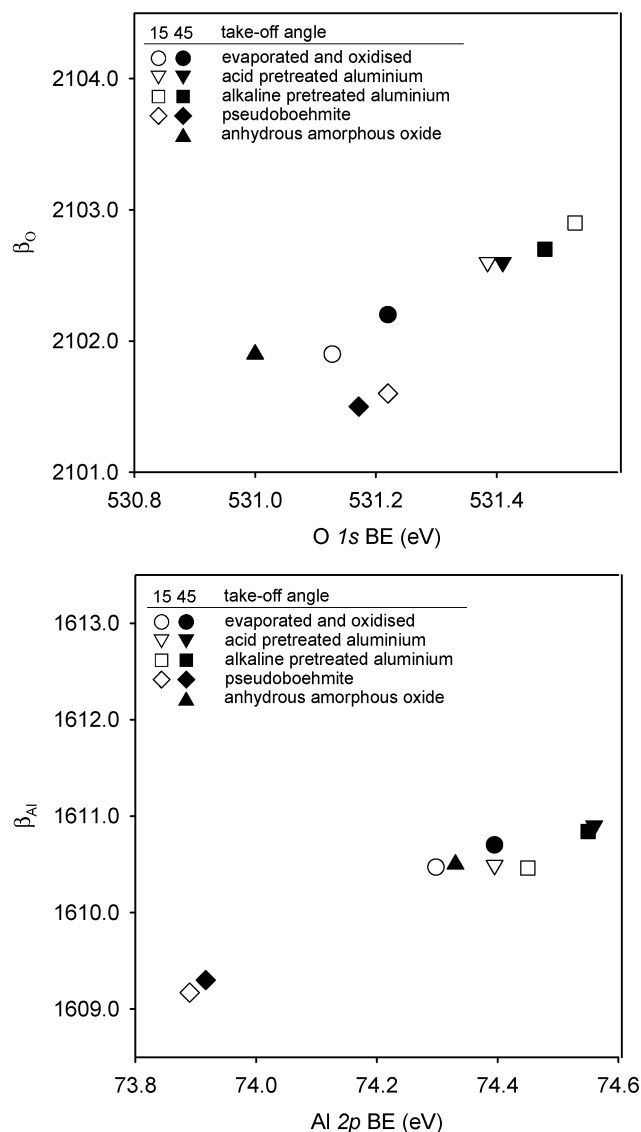 15 45 take-off angle
evaporated and oxidised
acid pretreated aluminium
alkaline pretreated aluminium
pseudoboehmite
anhydrous amorphous oxide
2104.0
2103.0
2102.0
2101.0
βO
530.8 531.0 531.2 531.4
O 1s BE (eV)
15 45 take-off angle
evaporated and oxidised
acid pretreated aluminium
alkaline pretreated aluminium
pseudoboehmite
anhydrous amorphous oxide
1613.0
1612.0
1611.0
1610.0
1609.0
βAl
73.8 74.0 74.2 74.4 74.6
Al 2p BE (eV)